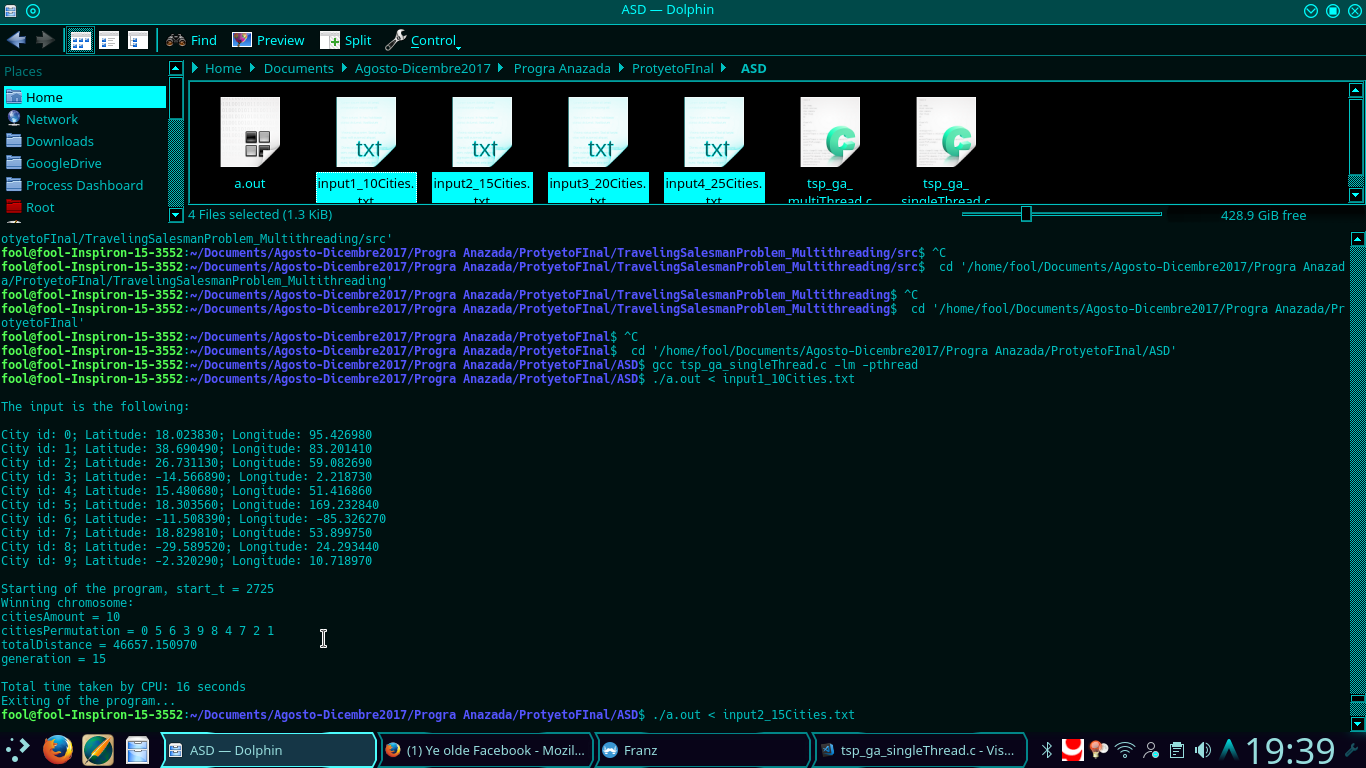 ASD — Dolphin
Find Preview Split Control
Places
Home Documents Agosto-Dicembre2017 Progra Anazada ProtyetoFInal ASD
Home
Network
Downloads
GoogleDrive
Process Dashboard
Root
txt txt txt txt
a.out input1_10Cities. input2_15Cities. input3_20Cities. input4_25Cities. tsp_ga_ tsp_ga_
txt txt txt txt multiThread.c singleThread.c
4 Files selected (1.3 KiB) 428.9 GiB free
otyetoFInal/TravelingSalesmanProblem_Multithreading/src'
fool@fool-Inspiron-15-3552:~/Documents/Agosto-Dicembre2017/Progra Anazada/ProtyetoFInal/TravelingSalesmanProblem_Multithreading/src$ ^C
fool@fool-Inspiron-15-3552:~/Documents/Agosto-Dicembre2017/Progra Anazada/ProtyetoFInal/TravelingSalesmanProblem_Multithreading/src$  cd '/home/fool/Documents/Agosto-Dicembre2017/Progra Anazad
a/ProtyetoFInal/TravelingSalesmanProblem_Multithreading'
fool@fool-Inspiron-15-3552:~/Documents/Agosto-Dicembre2017/Progra Anazada/ProtyetoFInal/TravelingSalesmanProblem_Multithreading$ ^C
fool@fool-Inspiron-15-3552:~/Documents/Agosto-Dicembre2017/Progra Anazada/ProtyetoFInal/TravelingSalesmanProblem_Multithreading$  cd '/home/fool/Documents/Agosto-Dicembre2017/Progra Anazada/Pr
otyetoFInal'
fool@fool-Inspiron-15-3552:~/Documents/Agosto-Dicembre2017/Progra Anazada/ProtyetoFInal$ ^C
fool@fool-Inspiron-15-3552:~/Documents/Agosto-Dicembre2017/Progra Anazada/ProtyetoFInal$  cd '/home/fool/Documents/Agosto-Dicembre2017/Progra Anazada/ProtyetoFInal/ASD'
fool@fool-Inspiron-15-3552:~/Documents/Agosto-Dicembre2017/Progra Anazada/ProtyetoFInal/ASD$ gcc tsp_ga_singleThread.c -lm -pthread
fool@fool-Inspiron-15-3552:~/Documents/Agosto-Dicembre2017/Progra Anazada/ProtyetoFInal/ASD$ ./a.out < input1_10Cities.txt
The input is the following:
City id: 0; Latitude: 18.023830; Longitude: 95.426980
City id: 1; Latitude: 38.690490; Longitude: 83.201410
City id: 2; Latitude: 26.731130; Longitude: 59.082690
City id: 3; Latitude: -14.566890; Longitude: 2.218730
City id: 4; Latitude: 15.480680; Longitude: 51.416860
City id: 5; Latitude: 18.303560; Longitude: 169.232840
City id: 6; Latitude: -11.508390; Longitude: -85.326270
City id: 7; Latitude: 18.829810; Longitude: 53.899750
City id: 8; Latitude: -29.589520; Longitude: 24.293440
City id: 9; Latitude: -2.320290; Longitude: 10.718970
Starting of the program, start_t = 2725
Winning chromosome:
citiesAmount = 10
citiesPermutation = 0 5 6 3 9 8 4 7 2 1
totalDistance = 46657.150970
generation = 15
Total time taken by CPU: 16 seconds
Exiting of the program...
fool@fool-Inspiron-15-3552:~/Documents/Agosto-Dicembre2017/Progra Anazada/ProtyetoFInal/ASD$ ./a.out < input2_15Cities.txt
ASD — Dolphin (1) Ye olde Facebook - Mozil... Franz tsp_ga_singleThread.c - Vis... 19:39